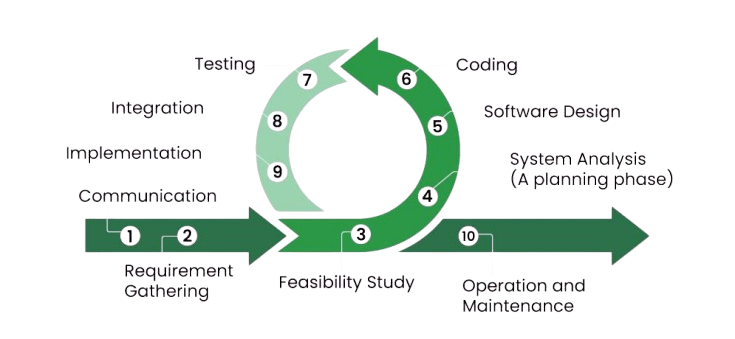 Testing
7
6
Coding
Integration
8
5
Software Design
Implementation
9
4
System Analysis
(A planning phase)
Communication
1
2
3
10
Requirement
Gathering
Feasibility Study
Operation and
Maintenance